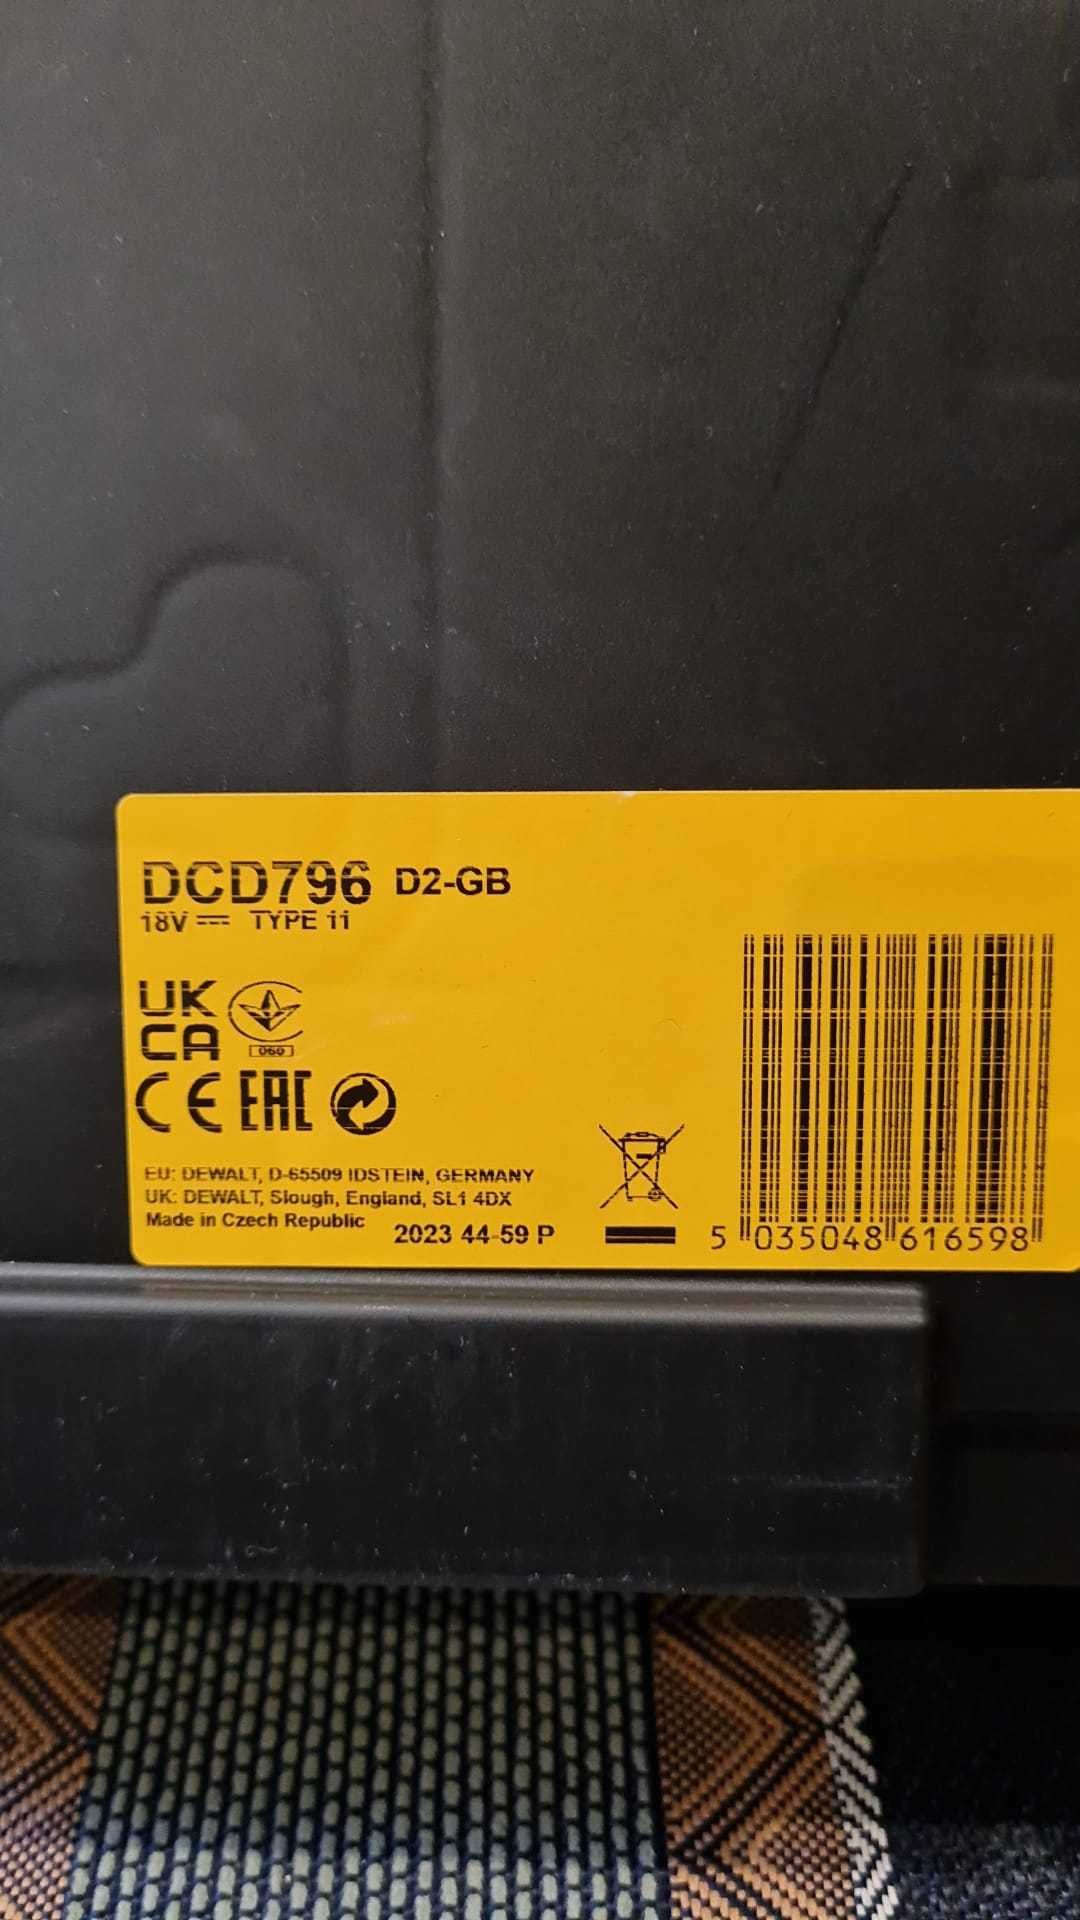 DCD796 D2-GB
18V TYPE 11
UK
CA
060
CE EAC
EU: DEWALT, D-65509 IDSTEIN, GERMANY
UK: DEWALT, Slough, England, SL1 4DX
Made in Czech Republic
2023 44-59 P
5 035048 616598